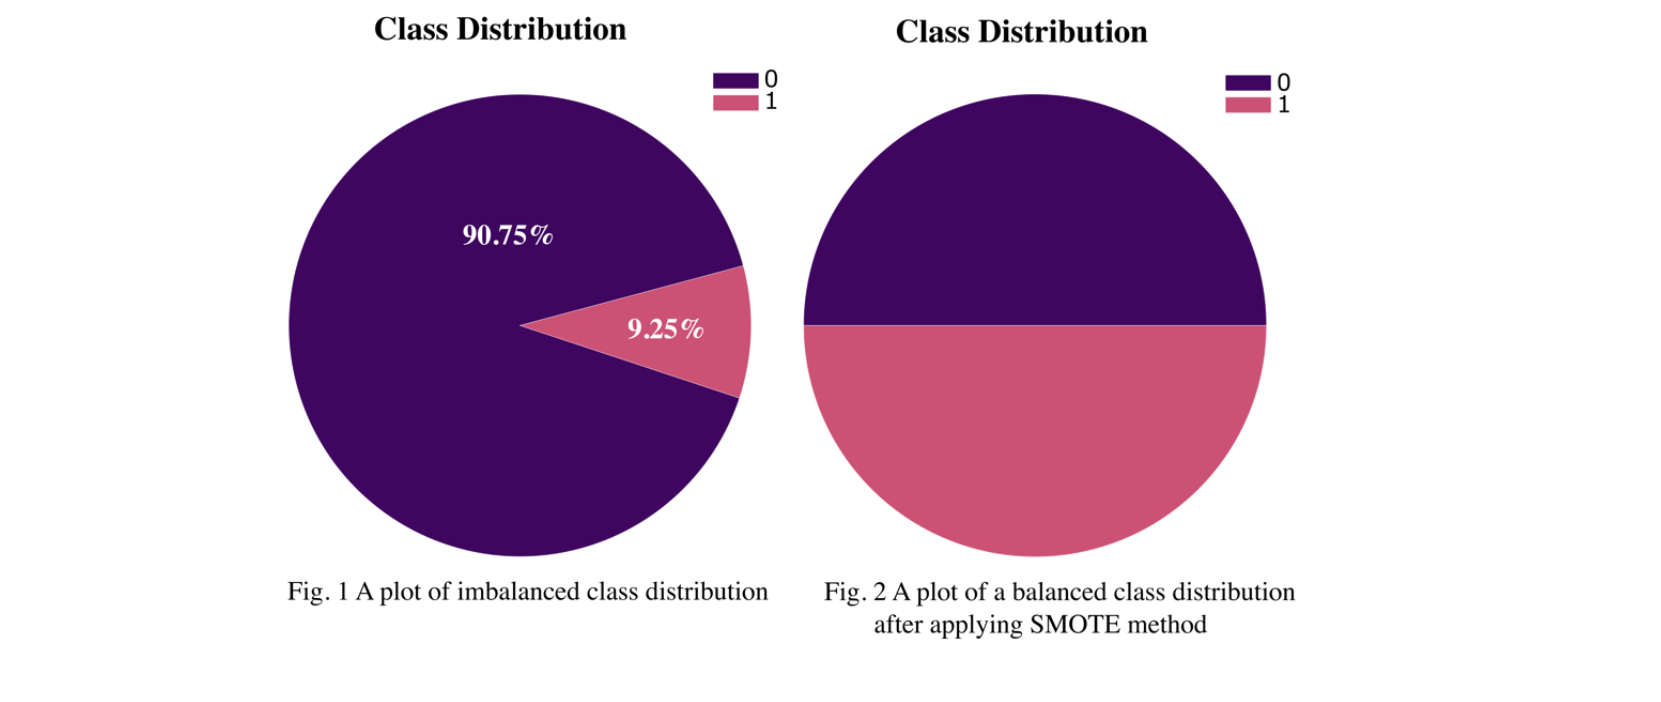 Class Distribution
0
1
90.75%
9.25%
Fig. 1 A plot of imbalanced class distribution
Class Distribution
0
1
Fig. 2 A plot of a balanced class distribution
after applying SMOTE method